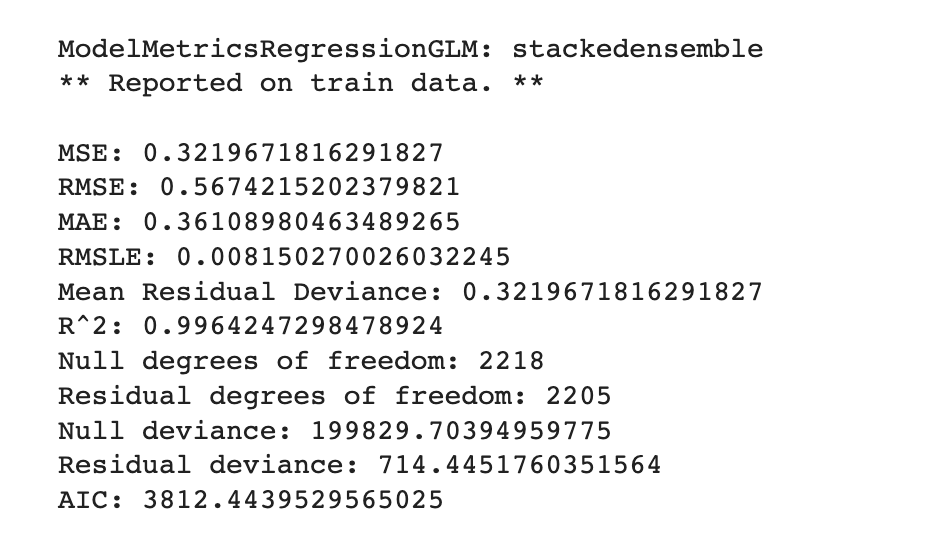 ModelMetricsRegressionGLM: stackedensemble
** Reported on train data. **
MSE: 0.3219671816291827
RMSE: 0.5674215202379821
MAE: 0.36108980463489265
RMSLE: 0.008150270026032245
Mean Residual Deviance: 0.3219671816291827
R^2: 0.9964247298478924
Null degrees of freedom: 2218
Residual degrees of freedom: 2205
Null deviance: 199829.70394959775
Residual deviance: 714.4451760351564
AIC: 3812.4439529565025